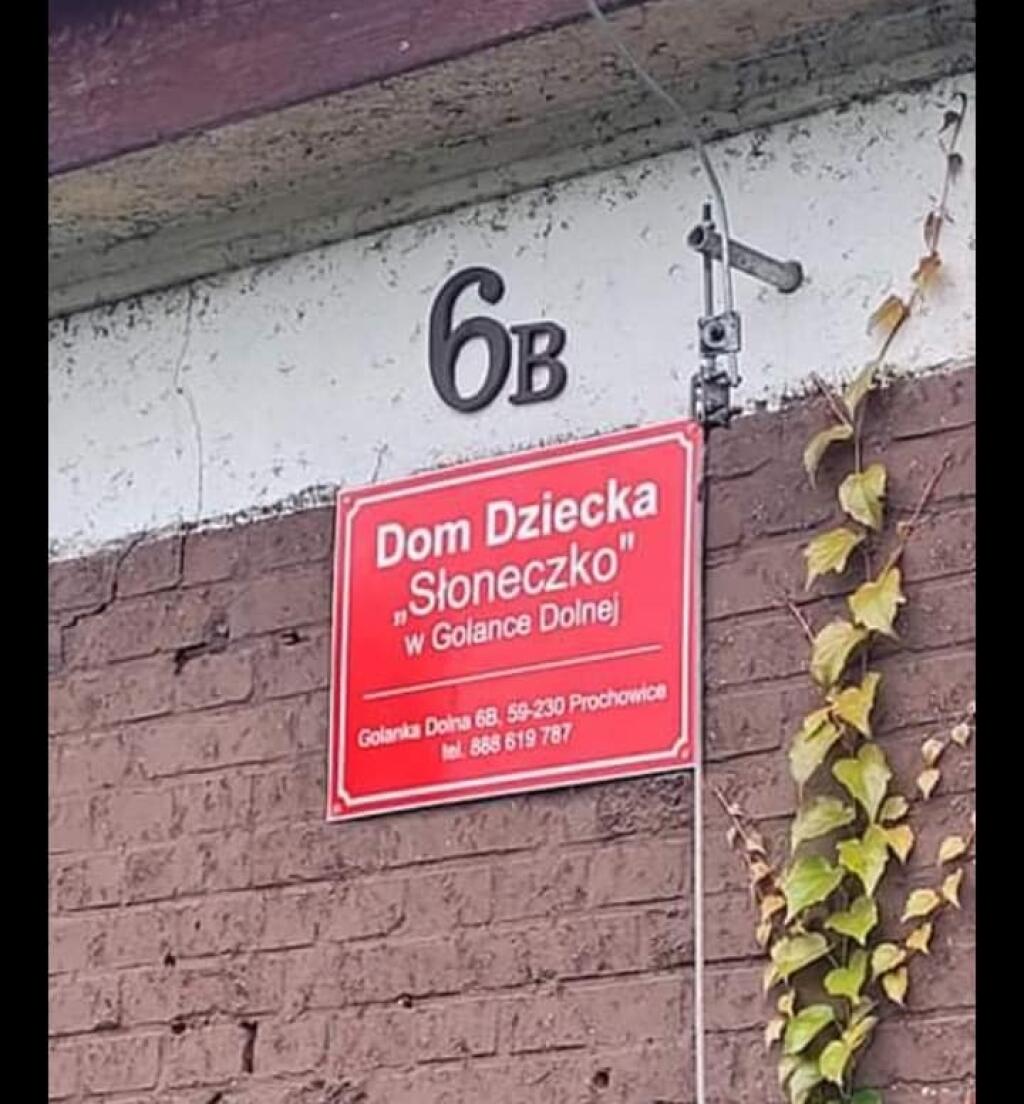 6B
Dom Dziecka
„Słoneczko"
w Golance Dolnej
Golanka Dolna 6B, 59-230 Prochowice
tel. 888 619 787